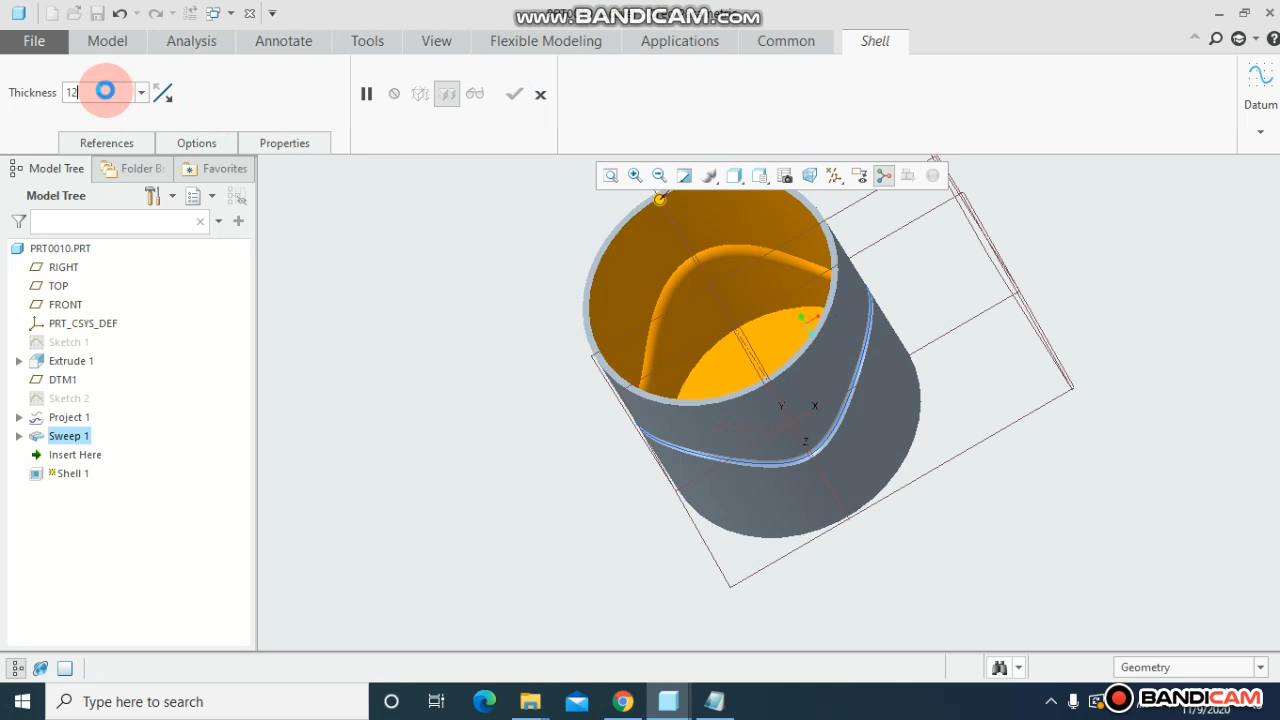 www.BANDICAM.com
File
Model
Analysis
Annotate
Tools
View
Flexible Modeling
Applications
Common
Shell
Thickness
12
References
Options
Properties
Datum
Model Tree
Folder B
Favorites
Model Tree
PRT0010.PRT
RIGHT
TOP
FRONT
PRT_CSYS_DEF
Sketch 1
Extrude 1
DTM1
Sketch 2
Project 1
Sweep 1
Insert Here
Shell 1
Y
X
Z
Geometry
Type here to search
BANDICAM
11/9/2020